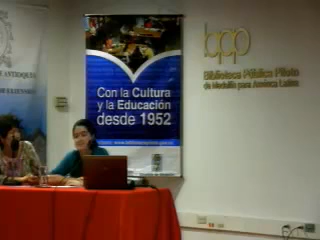 ANTIOQUIA
Con la Cultura
y la Educación
desde 1952
bpp
Biblioteca Pública Piloto
de Medellín para América Latina